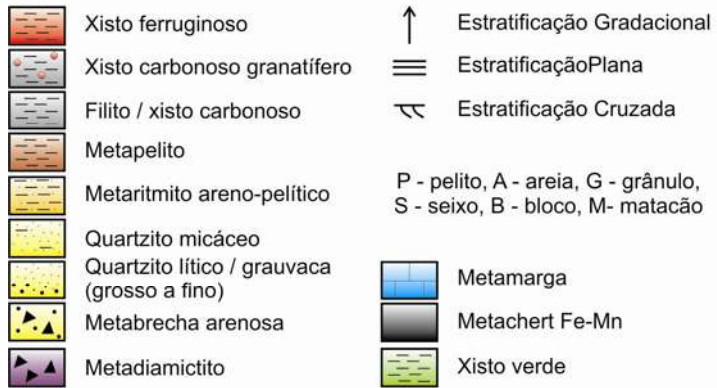 Xisto ferruginoso
Xisto carbonoso granatífero
Filito / xisto carbonoso
Metapelito
Metaritmito areno-pelítico
Quartzito micáceo
Quartzito lítico / grauvaca
(grosso a fino)
Metabrecha arenosa
Metadiamictito
Estratificação Gradacional
EstratificaçãoPlana
Estratificação Cruzada
P - pelito, A - areia, G - grânulo,
S - seixo, B - bloco, M- matacão
Metamarga
Metachert Fe-Mn
Xisto verde